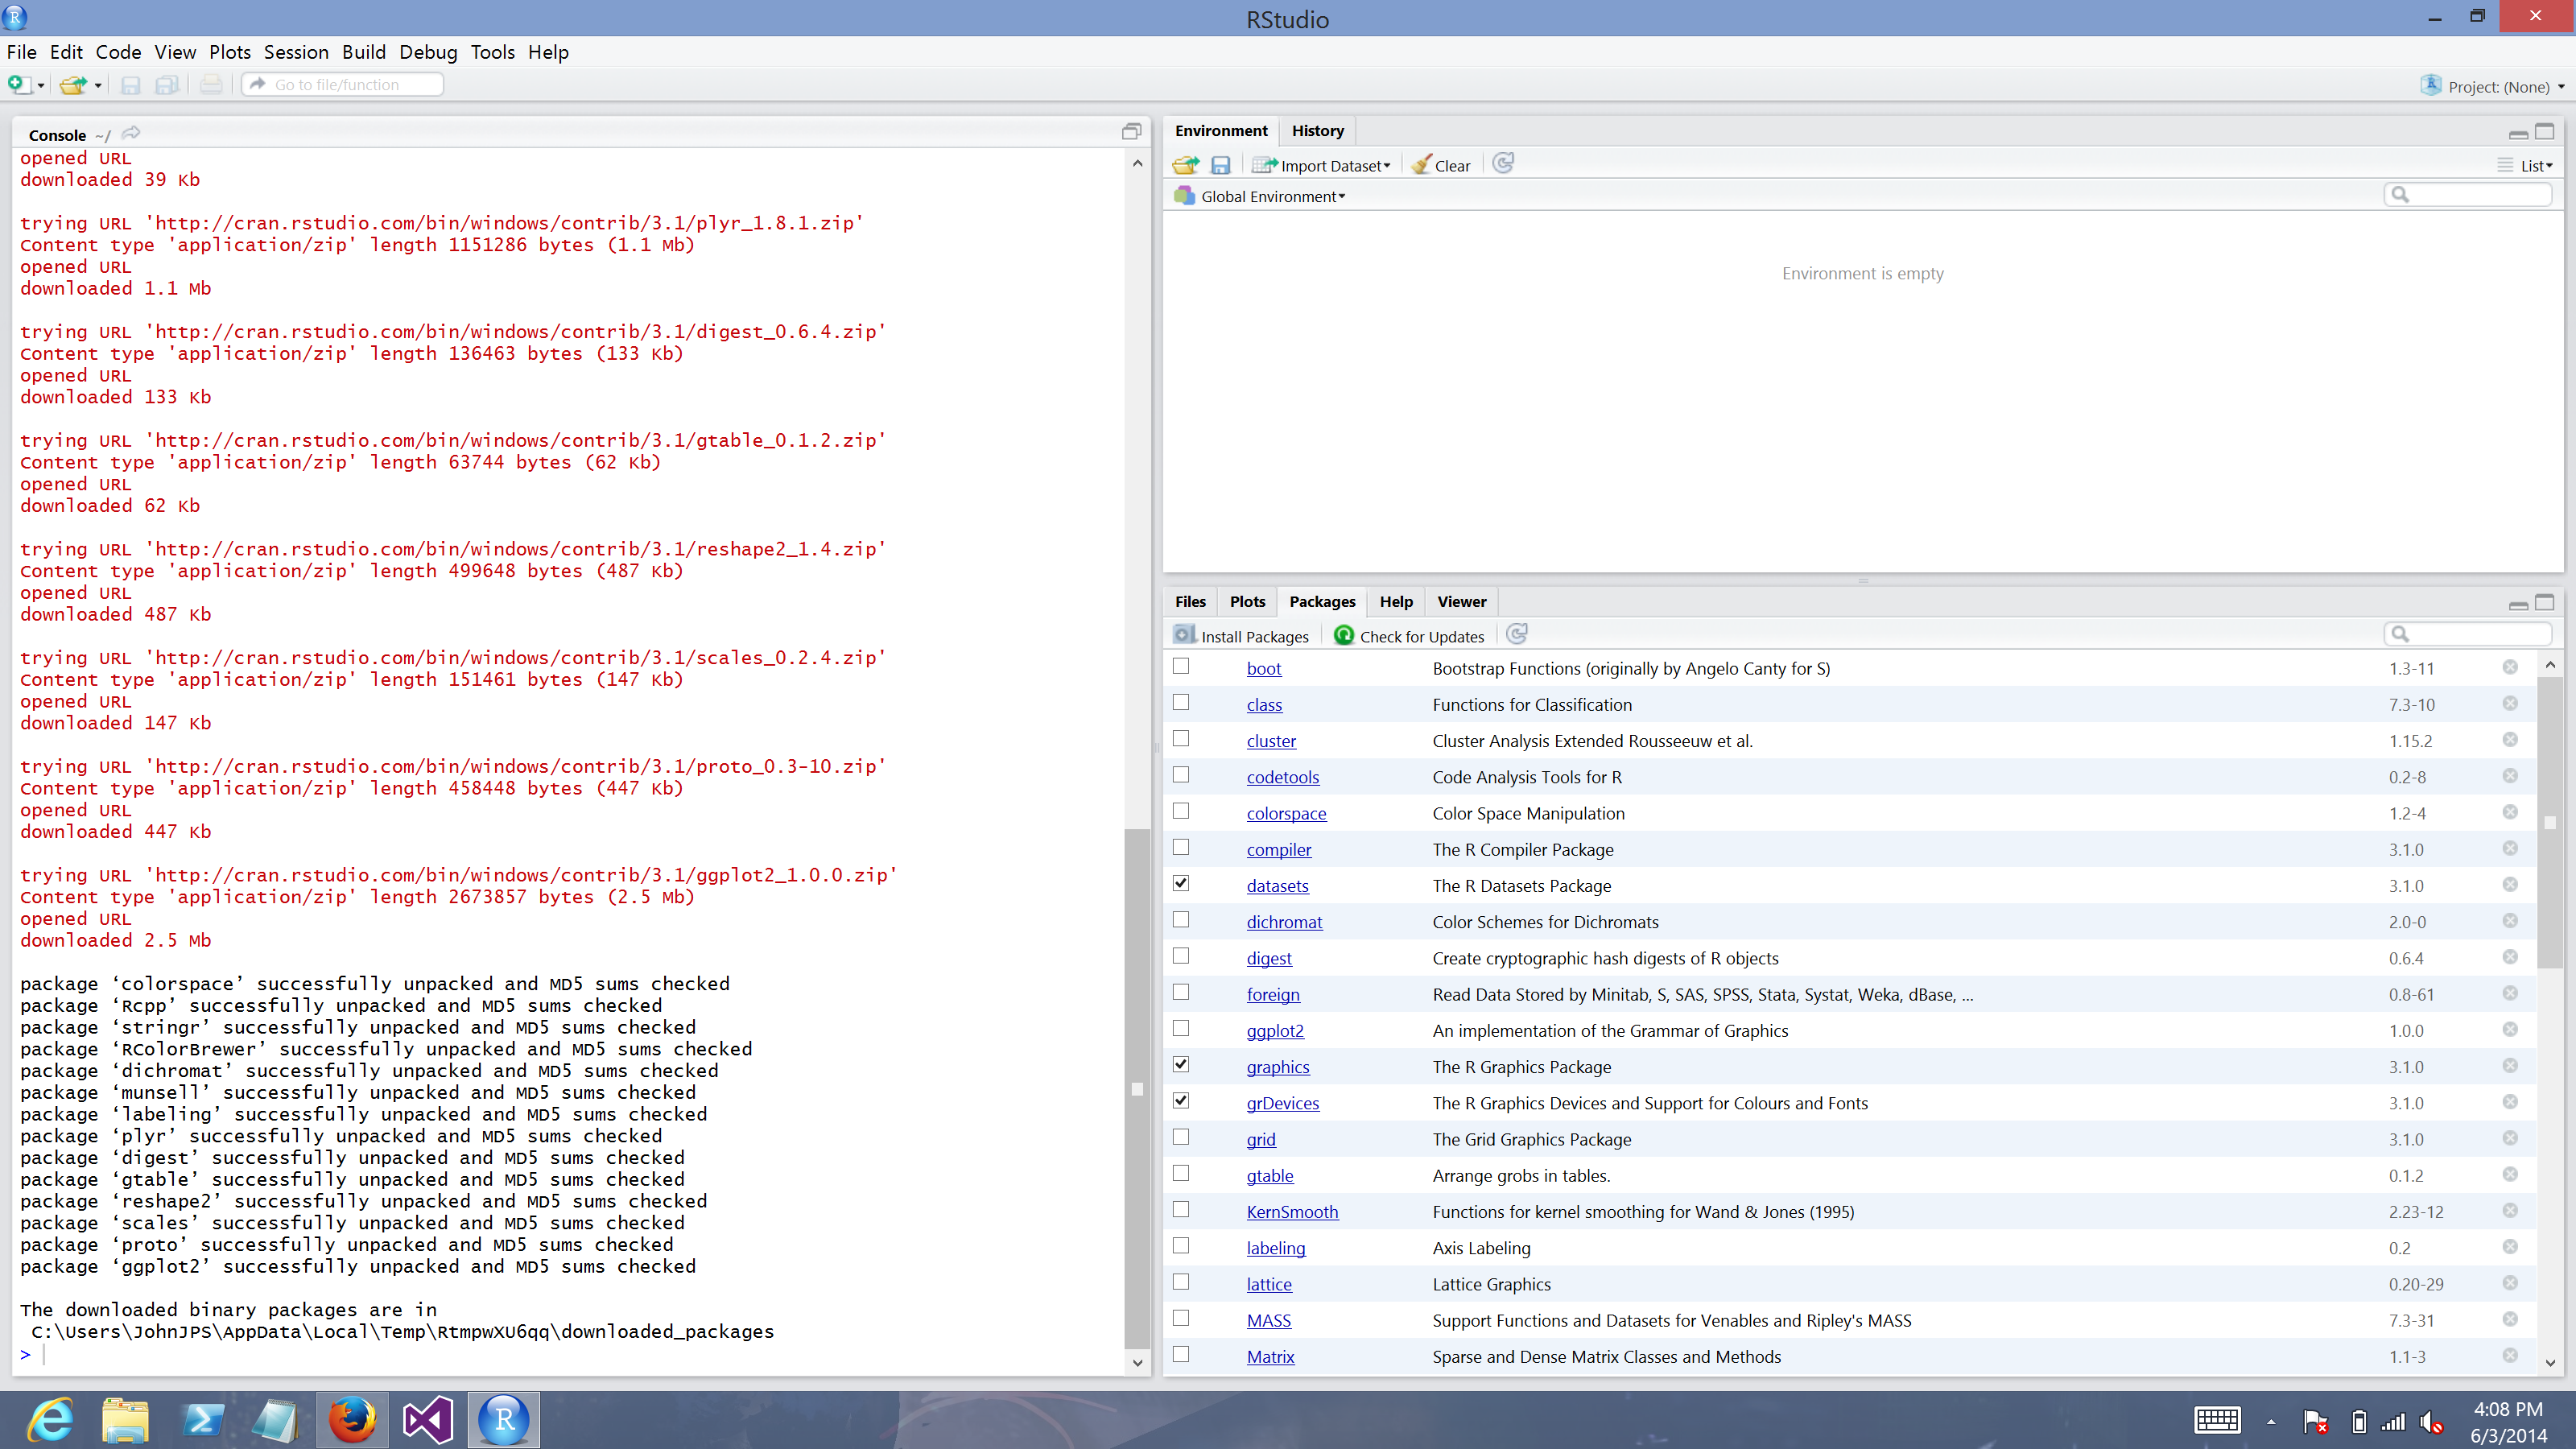 RStudio
File Edit Code View Plots Session Build Debug Tools Help
Go to file/function
Project: (None)
Console ~/
opened URL
downloaded 39 Kb
trying URL 'http://cran.rstudio.com/bin/windows/contrib/3.1/plyr_1.8.1.zip'
Content type 'application/zip' length 1151286 bytes (1.1 Mb)
opened URL
downloaded 1.1 Mb
trying URL 'http://cran.rstudio.com/bin/windows/contrib/3.1/digest_0.6.4.zip'
Content type 'application/zip' length 136463 bytes (133 Kb)
opened URL
downloaded 133 Kb
trying URL 'http://cran.rstudio.com/bin/windows/contrib/3.1/gtable_0.1.2.zip'
Content type 'application/zip' length 63744 bytes (62 Kb)
opened URL
downloaded 62 Kb
trying URL 'http://cran.rstudio.com/bin/windows/contrib/3.1/reshape2_1.4.zip'
Content type 'application/zip' length 499648 bytes (487 Kb)
opened URL
downloaded 487 Kb
trying URL 'http://cran.rstudio.com/bin/windows/contrib/3.1/scales_0.2.4.zip'
Content type 'application/zip' length 151461 bytes (147 Kb)
opened URL
downloaded 147 Kb
trying URL 'http://cran.rstudio.com/bin/windows/contrib/3.1/proto_0.3-10.zip'
Content type 'application/zip' length 458448 bytes (447 Kb)
opened URL
downloaded 447 Kb
trying URL 'http://cran.rstudio.com/bin/windows/contrib/3.1/ggplot2_1.0.0.zip'
Content type 'application/zip' length 2673857 bytes (2.5 Mb)
opened URL
downloaded 2.5 Mb
package ‘colorspace’ successfully unpacked and MD5 sums checked
package ‘Rcpp’ successfully unpacked and MD5 sums checked
package ‘stringr’ successfully unpacked and MD5 sums checked
package ‘RColorBrewer’ successfully unpacked and MD5 sums checked
package ‘dichromat’ successfully unpacked and MD5 sums checked
package ‘munsell’ successfully unpacked and MD5 sums checked
package ‘labeling’ successfully unpacked and MD5 sums checked
package ‘plyr’ successfully unpacked and MD5 sums checked
package ‘digest’ successfully unpacked and MD5 sums checked
package ‘gtable’ successfully unpacked and MD5 sums checked
package ‘reshape2’ successfully unpacked and MD5 sums checked
package ‘scales’ successfully unpacked and MD5 sums checked
package ‘proto’ successfully unpacked and MD5 sums checked
package ‘ggplot2’ successfully unpacked and MD5 sums checked
The downloaded binary packages are in
C:\Users\JohnJPS\AppData\Local\Temp\RtmpwXU6qq\downloaded_packages
>
Environment History
Import Dataset Clear List
Global Environment
Environment is empty
Files Plots Packages Help Viewer
Install Packages Check for Updates
boot Bootstrap Functions (originally by Angelo Canty for S) 1.3-11
class Functions for Classification 7.3-10
cluster Cluster Analysis Extended Rousseeuw et al. 1.15.2
codetools Code Analysis Tools for R 0.2-8
colorspace Color Space Manipulation 1.2-4
compiler The R Compiler Package 3.1.0
datasets The R Datasets Package 3.1.0
dichromat Color Schemes for Dichromats 2.0-0
digest Create cryptographic hash digests of R objects 0.6.4
foreign Read Data Stored by Minitab, S, SAS, SPSS, Stata, Systat, Weka, dBase, ... 0.8-61
ggplot2 An implementation of the Grammar of Graphics 1.0.0
graphics The R Graphics Package 3.1.0
grDevices The R Graphics Devices and Support for Colours and Fonts 3.1.0
grid The Grid Graphics Package 3.1.0
gtable Arrange grobs in tables. 0.1.2
KernSmooth Functions for kernel smoothing for Wand & Jones (1995) 2.23-12
labeling Axis Labeling 0.2
lattice Lattice Graphics 0.20-29
MASS Support Functions and Datasets for Venables and Ripley's MASS 7.3-31
Matrix Sparse and Dense Matrix Classes and Methods 1.1-3
4:08 PM
6/3/2014